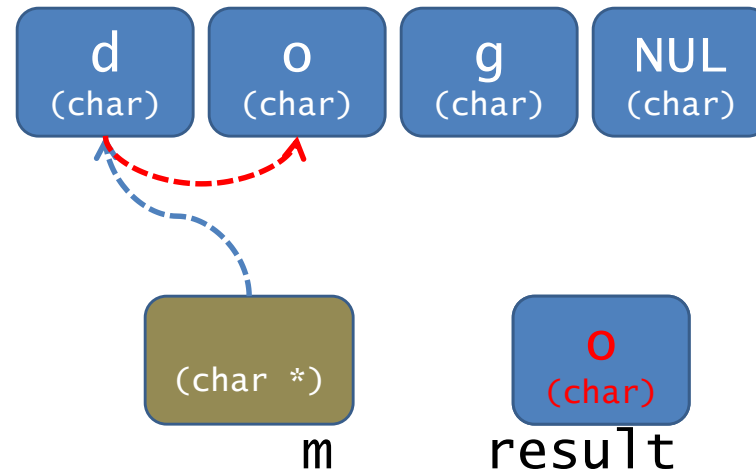 d o g NUL
(char) (char) (char) (char)
o
(char *) (char)
m result